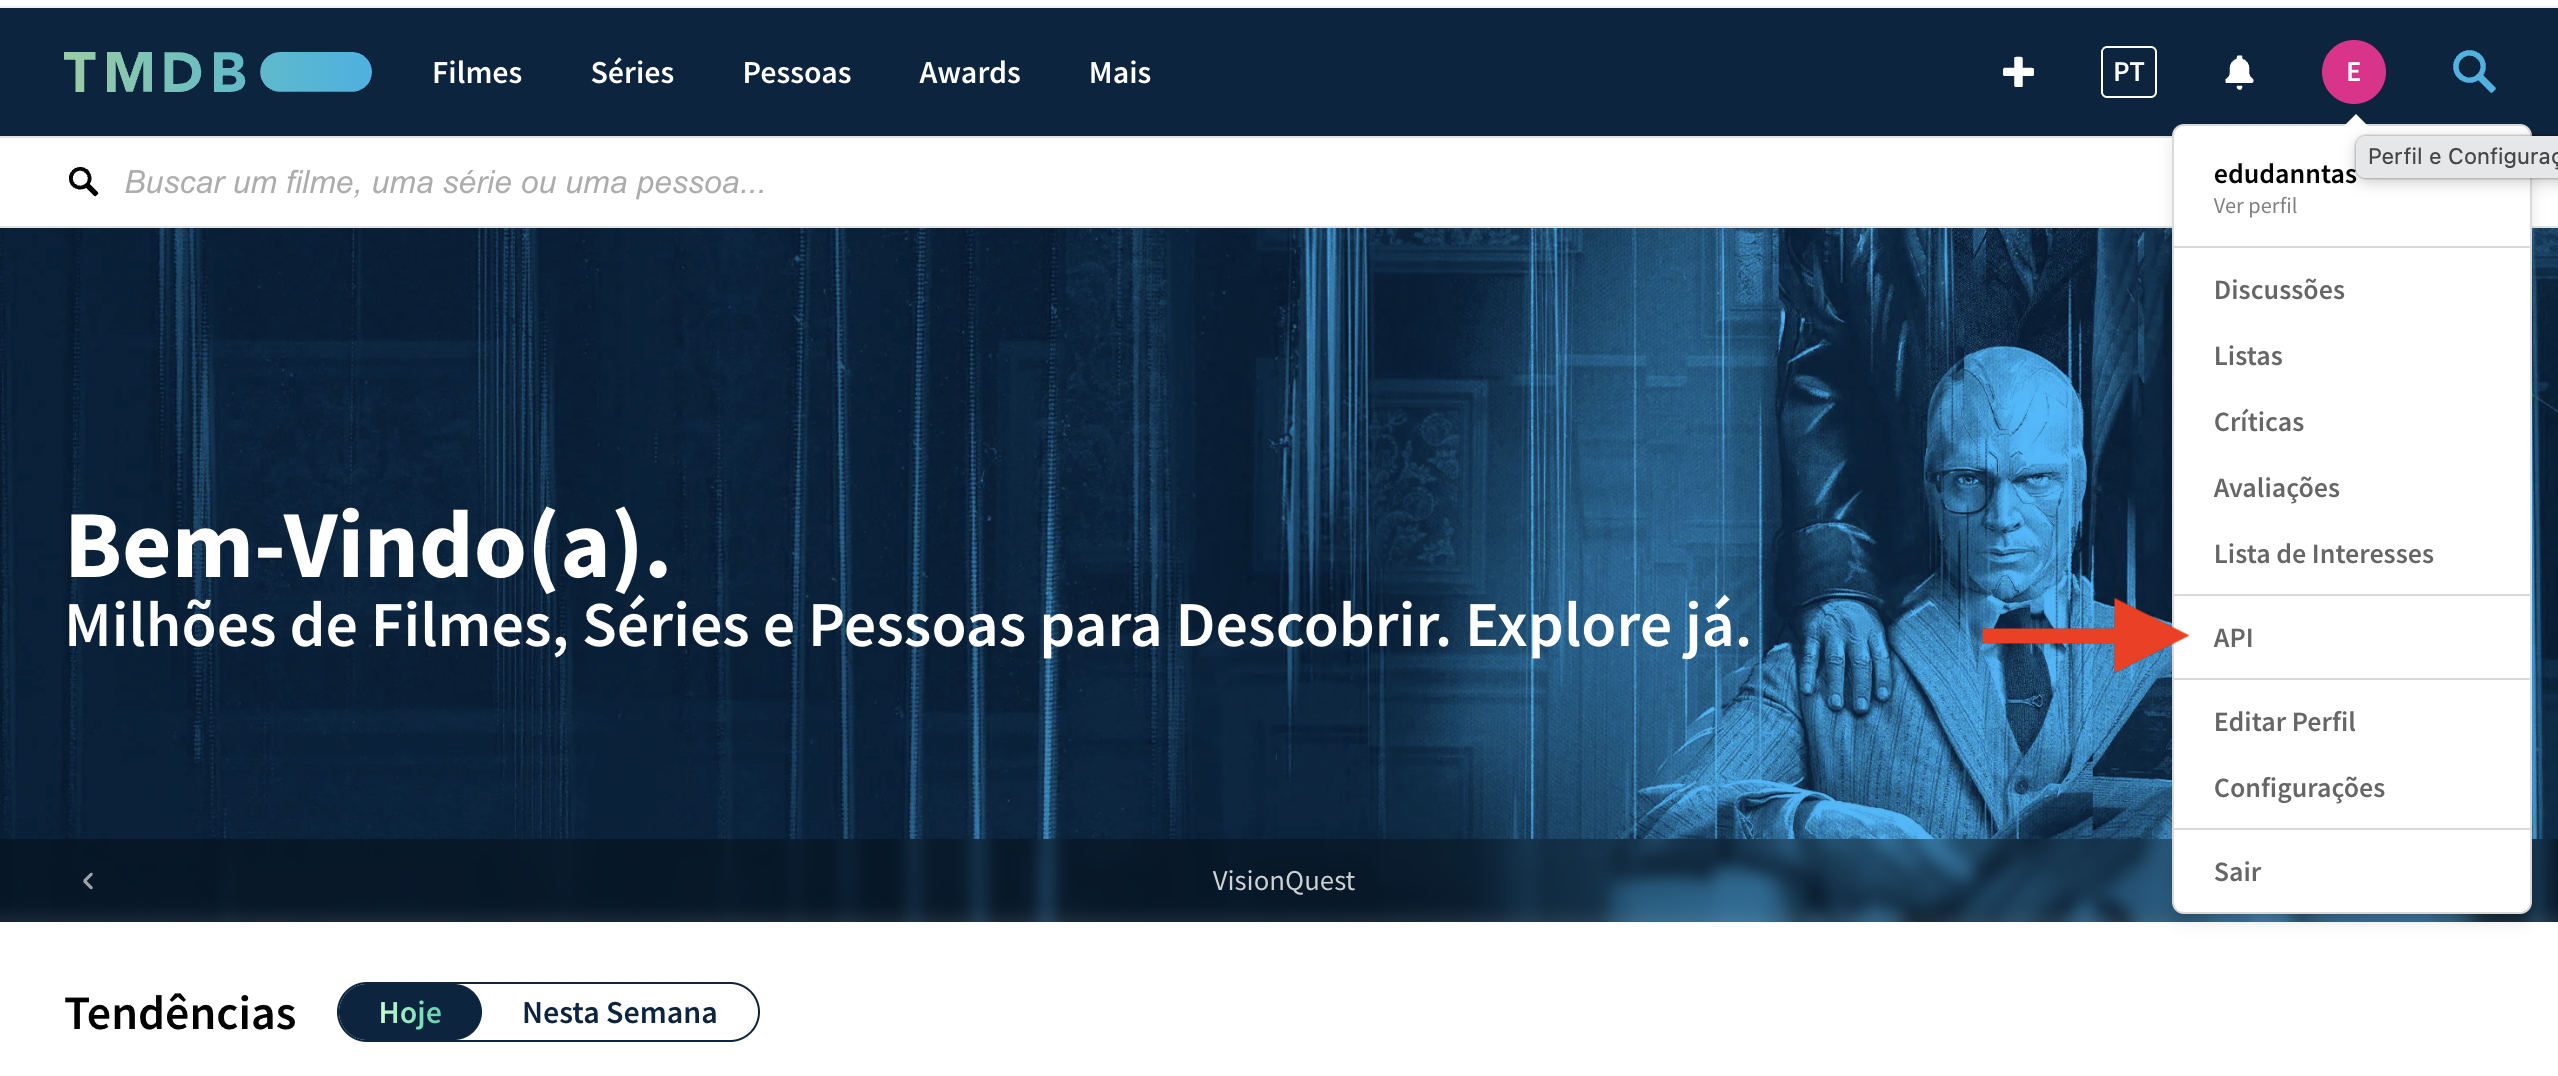 TMDB
Filmes Séries Pessoas Awards Mais PT E
Buscar um filme, uma série ou uma pessoa...
Perfil e Configuraç
edudanntas
Ver perfil
Discussões
Listas
Críticas
Avaliações
Lista de Interesses
API
Editar Perfil
Configurações
Sair
Bem-Vindo(a).
Milhões de Filmes, Séries e Pessoas para Descobrir. Explore já.
VisionQuest
Tendências Hoje Nesta Semana